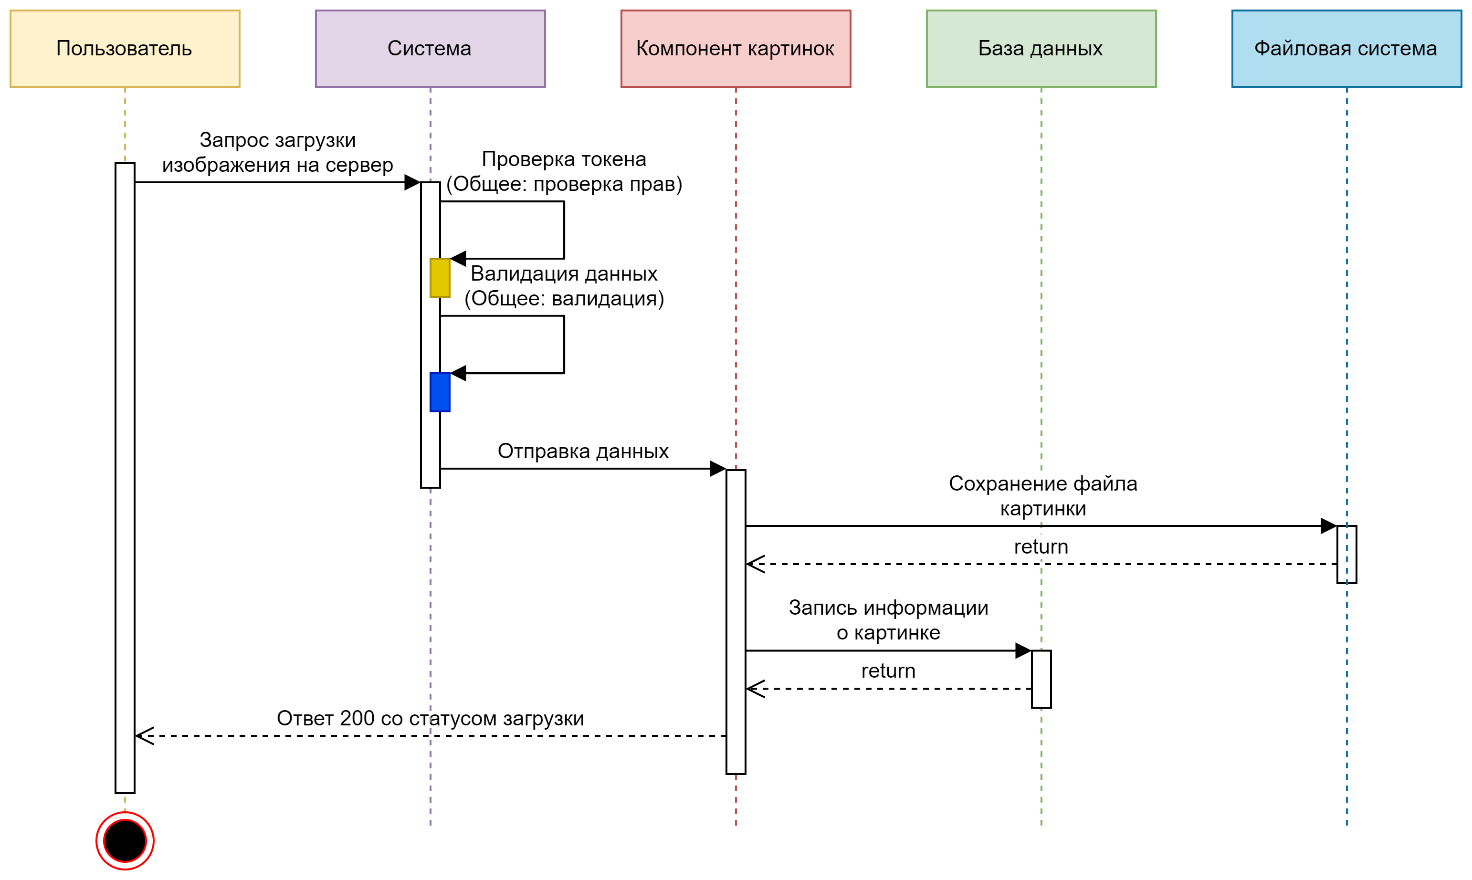 Пользователь
Система
Компонент картинок
База данных
Файловая система
Запрос загрузки
изображения на сервер
Проверка токена
(Общее: проверка прав)
Валидация данных
(Общее: валидация)
Отправка данных
Сохранение файла
картинки
return
Запись информации
о картинке
return
Ответ 200 со статусом загрузки